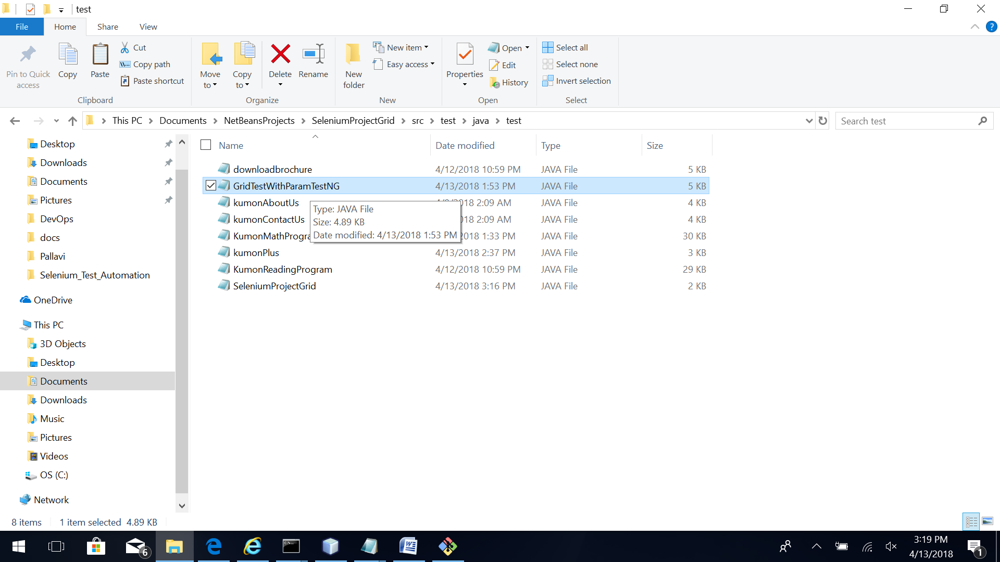 test
File Home Share View
Pin to Quick access
Copy
Paste
Cut
Copy path
Paste shortcut
Clipboard
Move to
Copy to
Delete
Rename
Organize
New folder
New item
Easy access
New
Properties
Open
Edit
History
Open
Select all
Select none
Invert selection
Select
This PC > Documents > NetBeansProjects > SeleniumProjectGrid > src > test > java > test
Search test
Desktop
Downloads
Documents
Pictures
DevOps
docs
Pallavi
Selenium_Test_Automation
OneDrive
This PC
3D Objects
Desktop
Documents
Downloads
Music
Pictures
Videos
OS (C:)
Network
Name Date modified Type Size
downloadbrochure 4/12/2018 10:59 PM JAVA File 5 KB
GridTestWithParamTestNG 4/13/2018 1:53 PM JAVA File 5 KB
kumonAboutUs 2:09 AM JAVA File 4 KB
kumonContactUs 2:09 AM JAVA File 4 KB
KumonMathProgra 1:33 PM JAVA File 30 KB
kumonPlus 4/13/2018 2:37 PM JAVA File 3 KB
KumonReadingProgram 4/12/2018 10:59 PM JAVA File 29 KB
SeleniumProjectGrid 4/13/2018 3:16 PM JAVA File 2 KB
Type: JAVA File
Size: 4.89 KB
Date modified: 4/13/2018 1:53 PM
8 items 1 item selected 4.89 KB
6
3:19 PM
4/13/2018
1